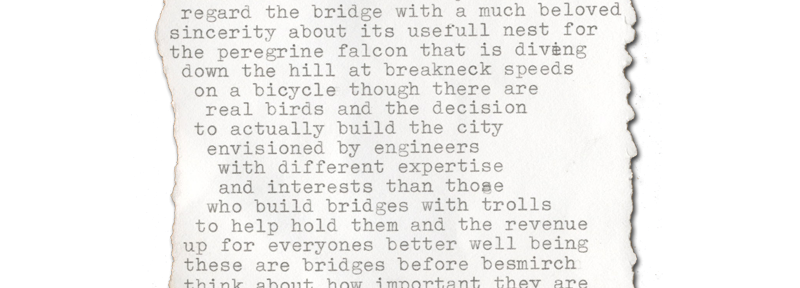 regard the bridge with a much beloved
sincerity about its usefull nest for
the peregrine falcon that is diving
down the hill at breakneck speeds
on a bicycle though there are
real birds and the decision
to actually build the city
envisioned by engineers
with different expertise
and interests than those
who build bridges with trolls
to help hold them and the revenue
up for everyones better well being
these are bridges before besmirch
think about how important they are